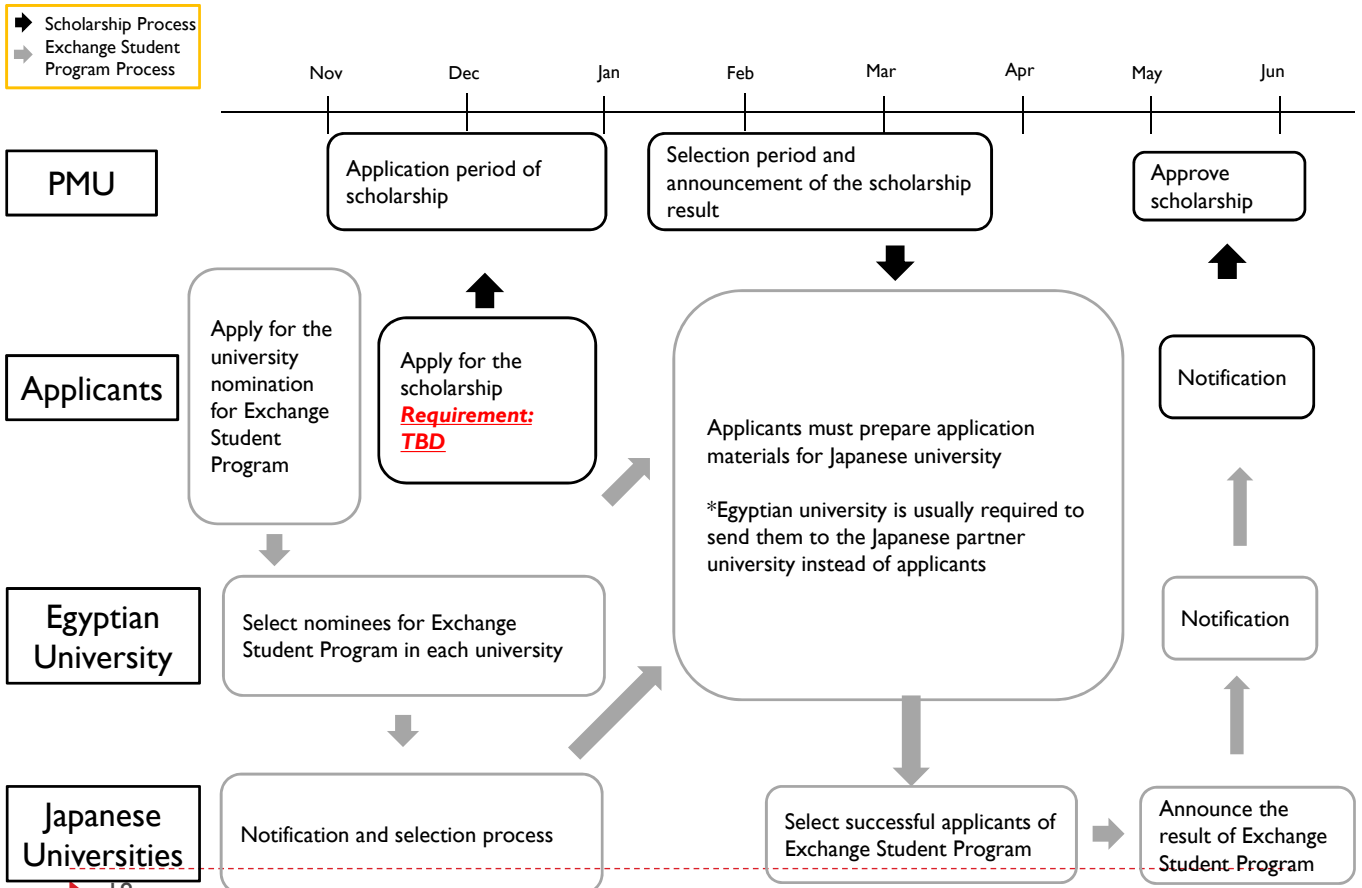 Scholarship Process
Exchange Student
Program Process
Nov
Dec
Jan
Feb
Mar
Apr
May
Jun
PMU
Application period of
scholarship
Selection period and
announcement of the scholarship
result
Approve
scholarship
Applicants
Apply for the
university
nomination
for Exchange
Student
Program
Apply for the
scholarship
Requirement:
TBD
Applicants must prepare application
materials for Japanese university
*Egyptian university is usually required to
send them to the Japanese partner
university instead of applicants
Notification
Egyptian
University
Select nominees for Exchange
Student Program in each university
Notification
Japanese
Universities
Notification and selection process
Select successful applicants of
Exchange Student Program
Announce the
result of Exchange
Student Program